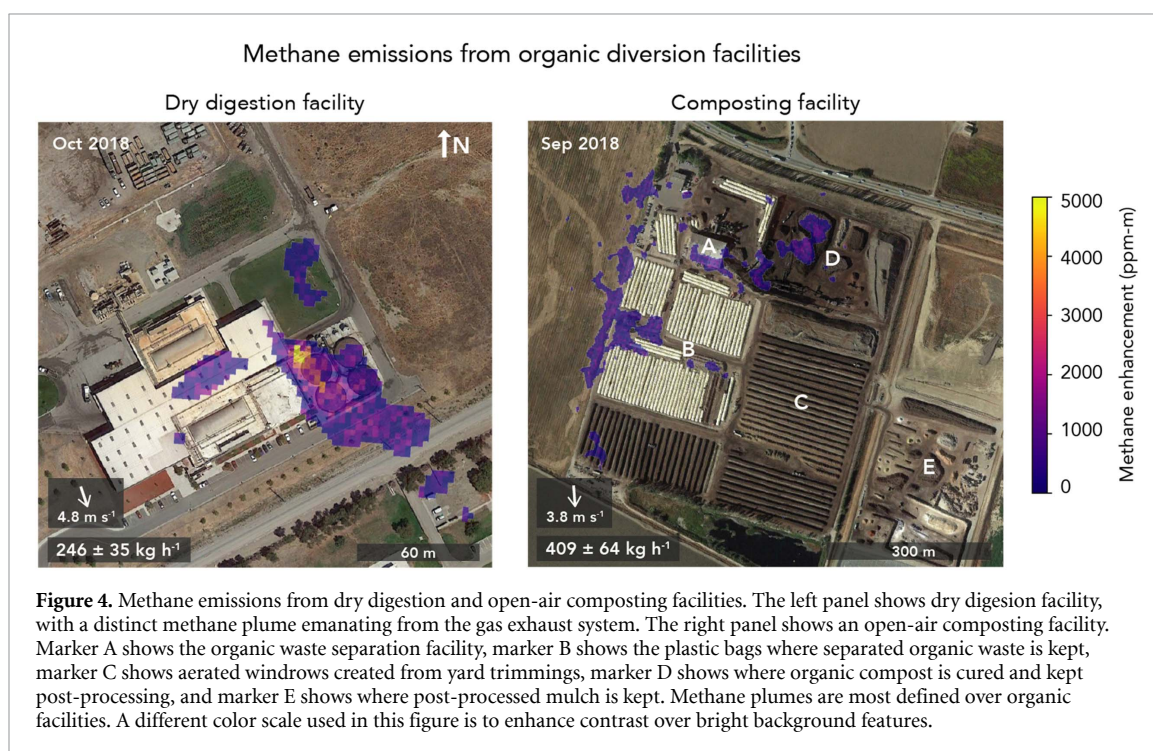 Methane emissions from organic diversion facilities
Dry digestion facility
Composting facility
Oct 2018
N
4.8 m s⁻¹
246 ± 35 kg h⁻¹
60 m
Sep 2018
A
D
B
C
E
3.8 m s⁻¹
409 ± 64 kg h⁻¹
300 m
5000
4000
3000
2000
1000
0
Methane enhancement (ppm-m)
Figure 4. Methane emissions from dry digestion and open-air composting facilities. The left panel shows dry digesion facility,
with a distinct methane plume emanating from the gas exhaust system. The right panel shows an open-air composting facility.
Marker A shows the organic waste separation facility, marker B shows the plastic bags where separated organic waste is kept,
marker C shows aerated windrows created from yard trimmings, marker D shows where organic compost is cured and kept
post-processing, and marker E shows where post-processed mulch is kept. Methane plumes are most defined over organic
facilities. A different color scale used in this figure is to enhance contrast over bright background features.